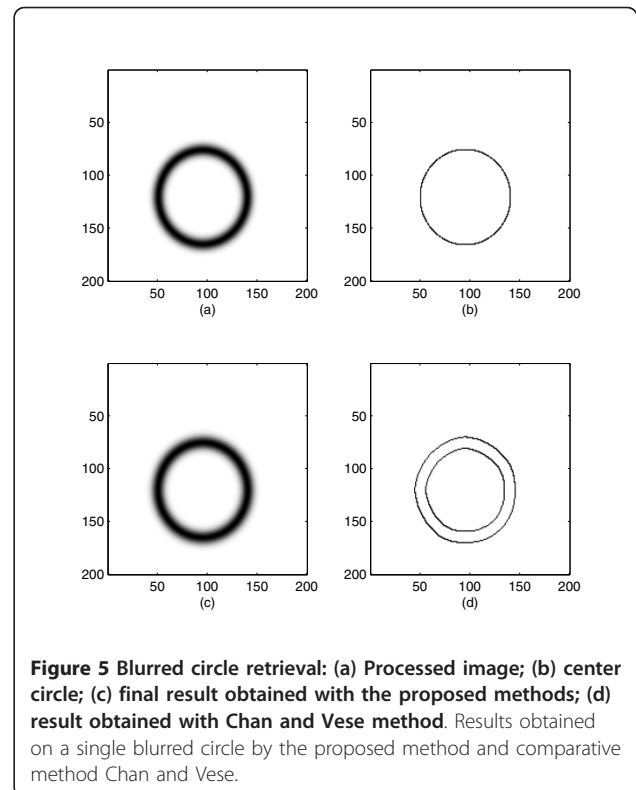 50
50
100
100
150
150
200
200
50 100 150 200
50 100 150 200
(a)
(b)
50
50
100
100
150
150
200
200
50 100 150 200
50 100 150 200
(c)
(d)
Figure 5 Blurred circle retrieval: (a) Processed image; (b) center
circle; (c) final result obtained with the proposed methods; (d)
result obtained with Chan and Vese method. Results obtained
on a single blurred circle by the proposed method and comparative
method Chan and Vese.